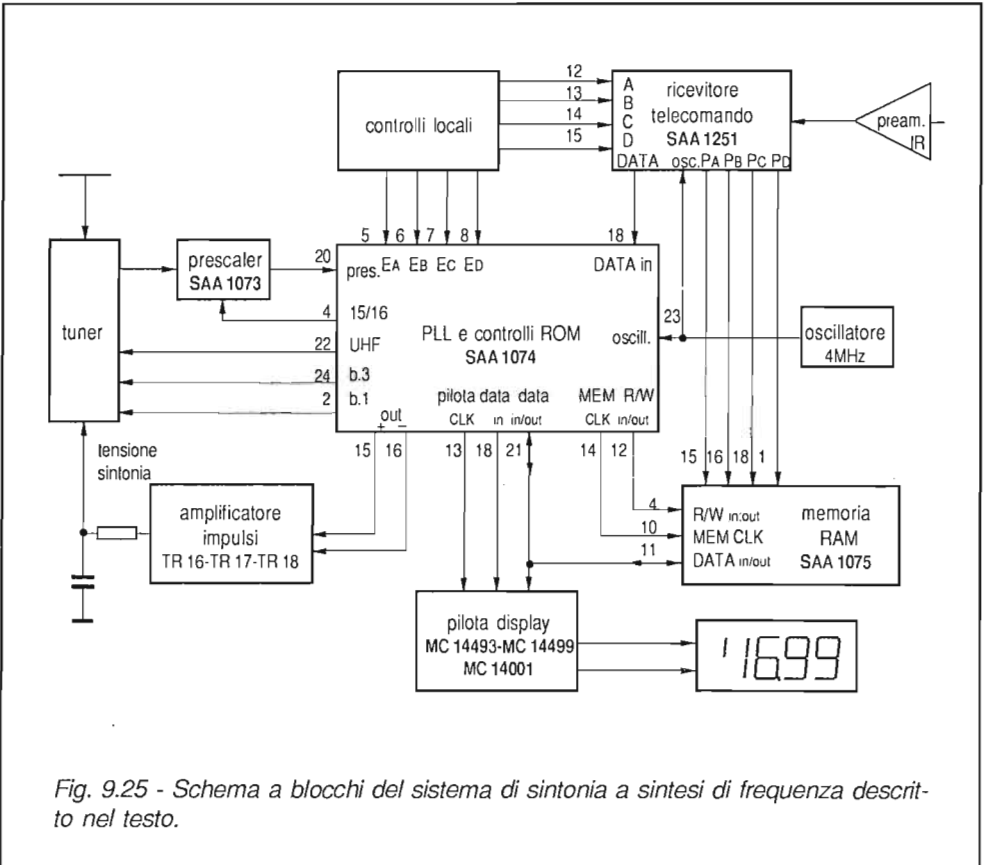 controlli locali
12
13
14
15
A
B
C
D
ricevitore
telecomando
SAA 1251
DATA osc. PA PB PC PD
pream.
IR
tuner
prescaler
SAA 1073
20
4
22
24
2
5 6 7 8
18
pres. EA EB EC ED
DATA in
15/16
UHF
b.3
b.1
PLL e controlli ROM
SAA 1074
oscill.
23
oscillatore
4MHz
out
+ −
pilota data data
CLK in in/out
MEM R/W
CLK in/out
15 16
13 18 21
14 12
15 16 18 1
tensione
sintonia
amplificatore
impulsi
TR 16-TR 17-TR 18
4
10
11
R/W in:out
MEM CLK
DATA in/out
memoria
RAM
SAA 1075
pilota display
MC 14493-MC 14499
MC 14001
16.99
Fig. 9.25 - Schema a blocchi del sistema di sintonia a sintesi di frequenza descrit-
to nel testo.